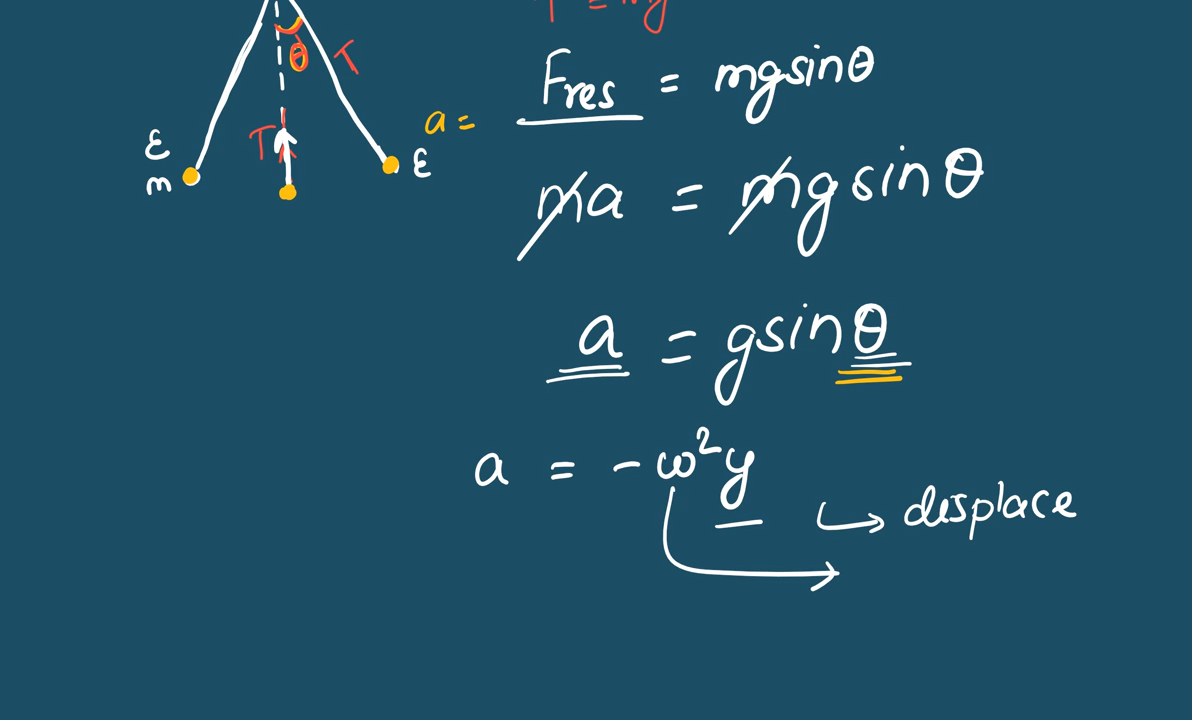 θ
T
T
ε
m
ε
a =
Fres = mgsinθ
ma = mgsinθ
a = gsinθ
a = -ω²y
↳ displace